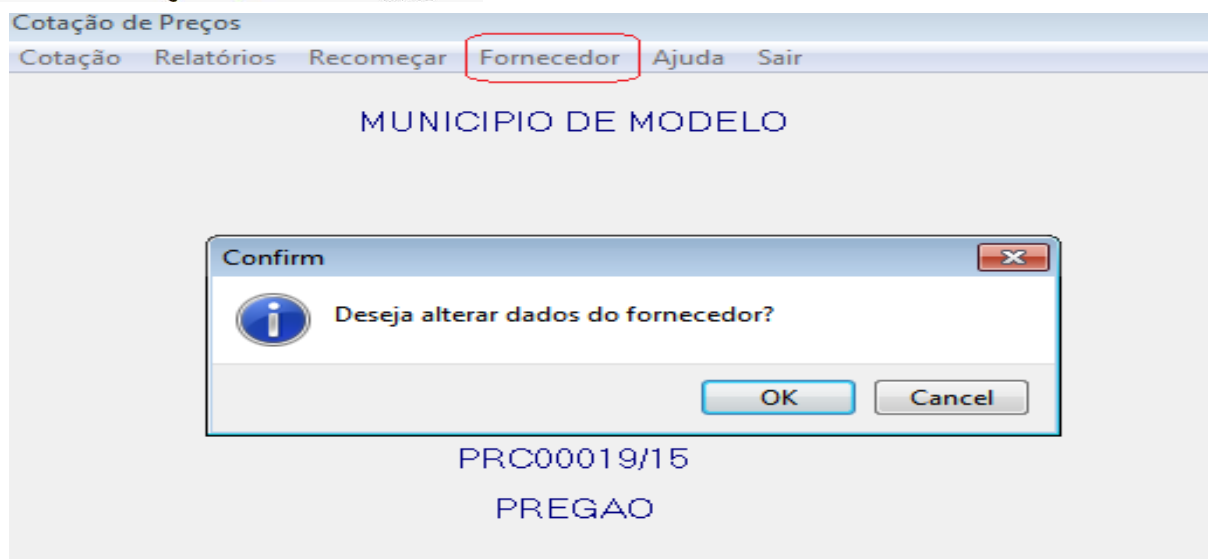 Cotação de Preços
Cotação Relatórios Recomeçar Fornecedor Ajuda Sair
MUNICIPIO DE MODELO
Confirm
Deseja alterar dados do fornecedor?
OK Cancel
PRC00019/15
PREGAO